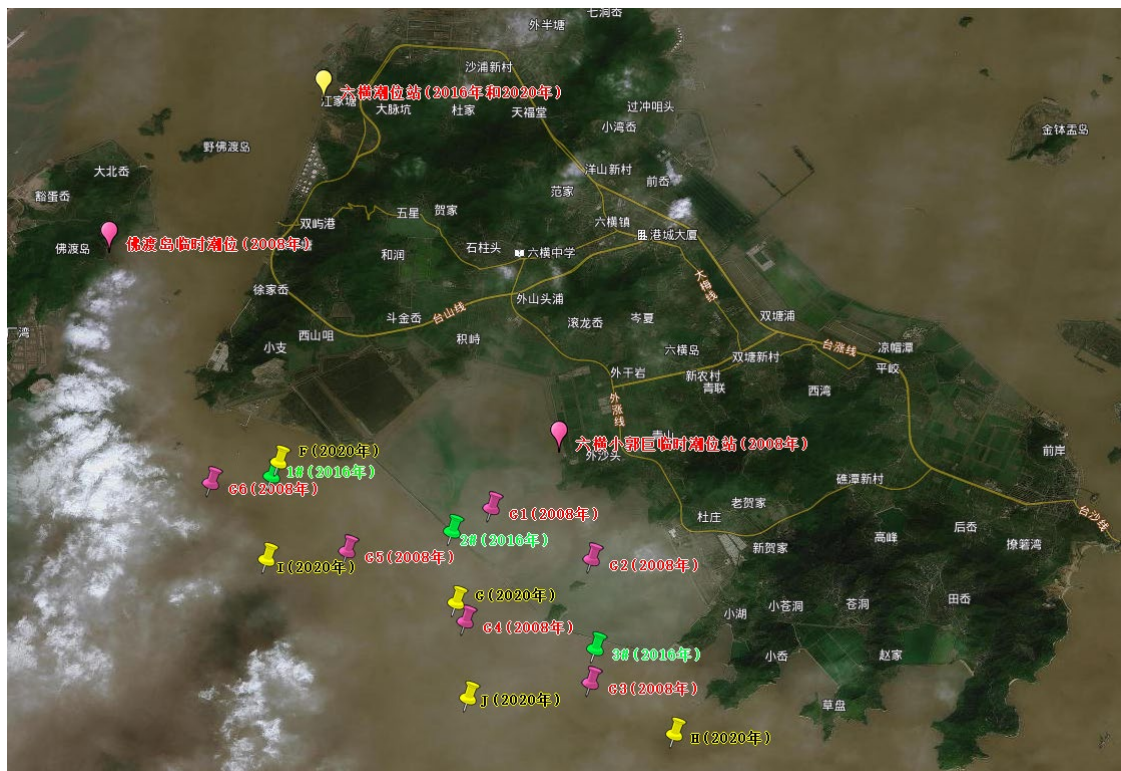 七洞岙
外半塘
沙浦新村
六横潮位站(2016年和2020年)
江家塘
大脉坑
杜家
天福堂
过冲咀头
小湾岙
金钵盂岛
野佛渡岛
大北岙
洋山新村
前岙
豁蛋岙
范家
五星
贺家
六横镇
双屿港
港城大厦
佛渡岛临时潮位(2008年)
佛渡岛
石柱头
六横中学
和润
大梅线
徐家岙
外山头浦
台山线
斗金岙
滚龙岙
岑夏
双塘浦
西山咀
积峙
小支
六横岛
双塘新村
台涨线
凉帽潭
平峧
外干岩
新农村
青联
西湾
外涨线
六横小郭巨临时潮位站(2008年)
外沙头
前岸
F(2020年)
1#(2016年)
G6(2008年)
礁潭新村
G1(2008年)
老贺家
杜庄
台沙线
2#(2016年)
G5(2008年)
I(2020年)
G2(2008年)
新贺家
高峰
后岙
撩箬湾
G(2020年)
G4(2008年)
小湖
小苍洞
苍洞
田岙
3#(2016年)
小岙
赵家
G3(2008年)
J(2020年)
草盘
H(2020年)